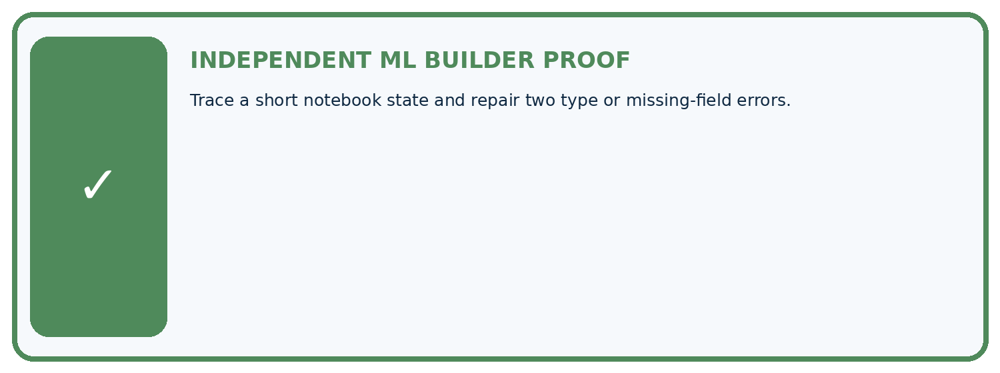 INDEPENDENT ML BUILDER PROOF
Trace a short notebook state and repair two type or missing-field errors.
✓